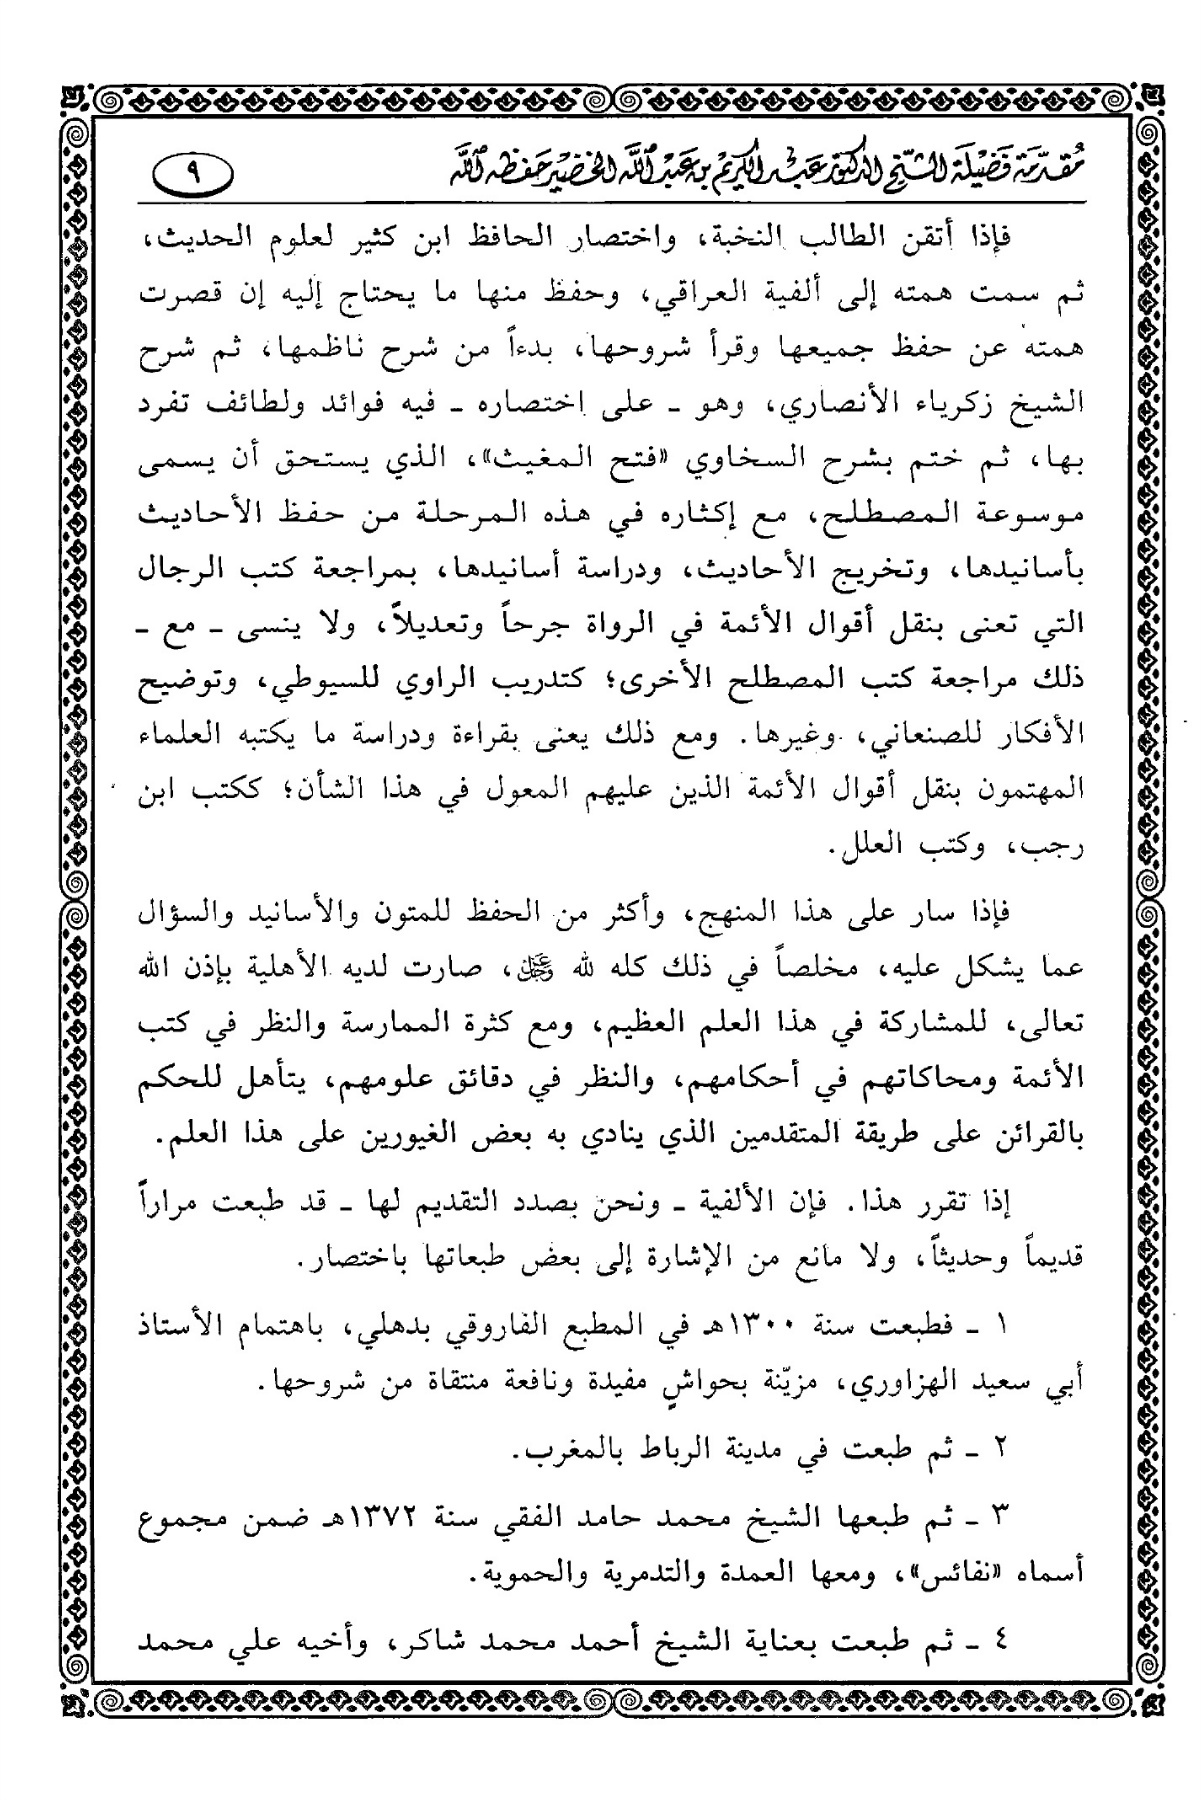 مقدمة فضيلة الشيخ الدكتور عبد الكريم بن عبد الله الخضير حفظه الله
٩
فإذا أتقن الطالب النخبة، واختصار الحافظ ابن كثير لعلوم الحديث،
ثم سمت همته إلى ألفية العراقي، وحفظ منها ما يحتاج إليه إن قصرت
همته عن حفظ جميعها وقرأ شروحها، بدءاً من شرح ناظمها، ثم شرح
الشيخ زكرياء الأنصاري، وهو ـ على اختصاره ـ فيه فوائد ولطائف تفرد
بها، ثم ختم بشرح السخاوي «فتح المغيث»، الذي يستحق أن يسمى
موسوعة المصطلح، مع إكثاره في هذه المرحلة من حفظ الأحاديث
بأسانيدها، وتخريج الأحاديث، ودراسة أسانيدها، بمراجعة كتب الرجال
التي تعنى بنقل أقوال الأئمة في الرواة جرحاً وتعديلاً، ولا ينسى ـ مع ـ
ذلك مراجعة كتب المصطلح الأخرى؛ كتدريب الراوي للسيوطي، وتوضيح
الأفكار للصنعاني، وغيرها. ومع ذلك يعنى بقراءة ودراسة ما يكتبه العلماء
المهتمون بنقل أقوال الأئمة الذين عليهم المعول في هذا الشأن؛ ككتب ابن
رجب، وكتب العلل.
فإذا سار على هذا المنهج، وأكثر من الحفظ للمتون والأسانيد والسؤال
عما يشكل عليه، مخلصاً في ذلك كله لله عز وجل، صارت لديه الأهلية بإذن الله
تعالى، للمشاركة في هذا العلم العظيم، ومع كثرة الممارسة والنظر في كتب
الأئمة ومحاكاتهم في أحكامهم، والنظر في دقائق علومهم، يتأهل للحكم
بالقرائن على طريقة المتقدمين الذي ينادي به بعض الغيورين على هذا العلم.
إذا تقرر هذا. فإن الألفية ـ ونحن بصدد التقديم لها ـ قد طبعت مراراً
قديماً وحديثاً، ولا مانع من الإشارة إلى بعض طبعاتها باختصار.
١ ـ فطبعت سنة ١٣٠٠هـ في المطبع الفاروقي بدهلي، باهتمام الأستاذ
أبي سعيد الهزاوري، مزيّنة بحواشٍ مفيدة ونافعة منتقاة من شروحها.
٢ ـ ثم طبعت في مدينة الرباط بالمغرب.
٣ ـ ثم طبعها الشيخ محمد حامد الفقي سنة ١٣٧٢هـ ضمن مجموع
أسماه «نفائس»، ومعها العمدة والتدمرية والحموية.
٤ ـ ثم طبعت بعناية الشيخ أحمد محمد شاكر، وأخيه علي محمد